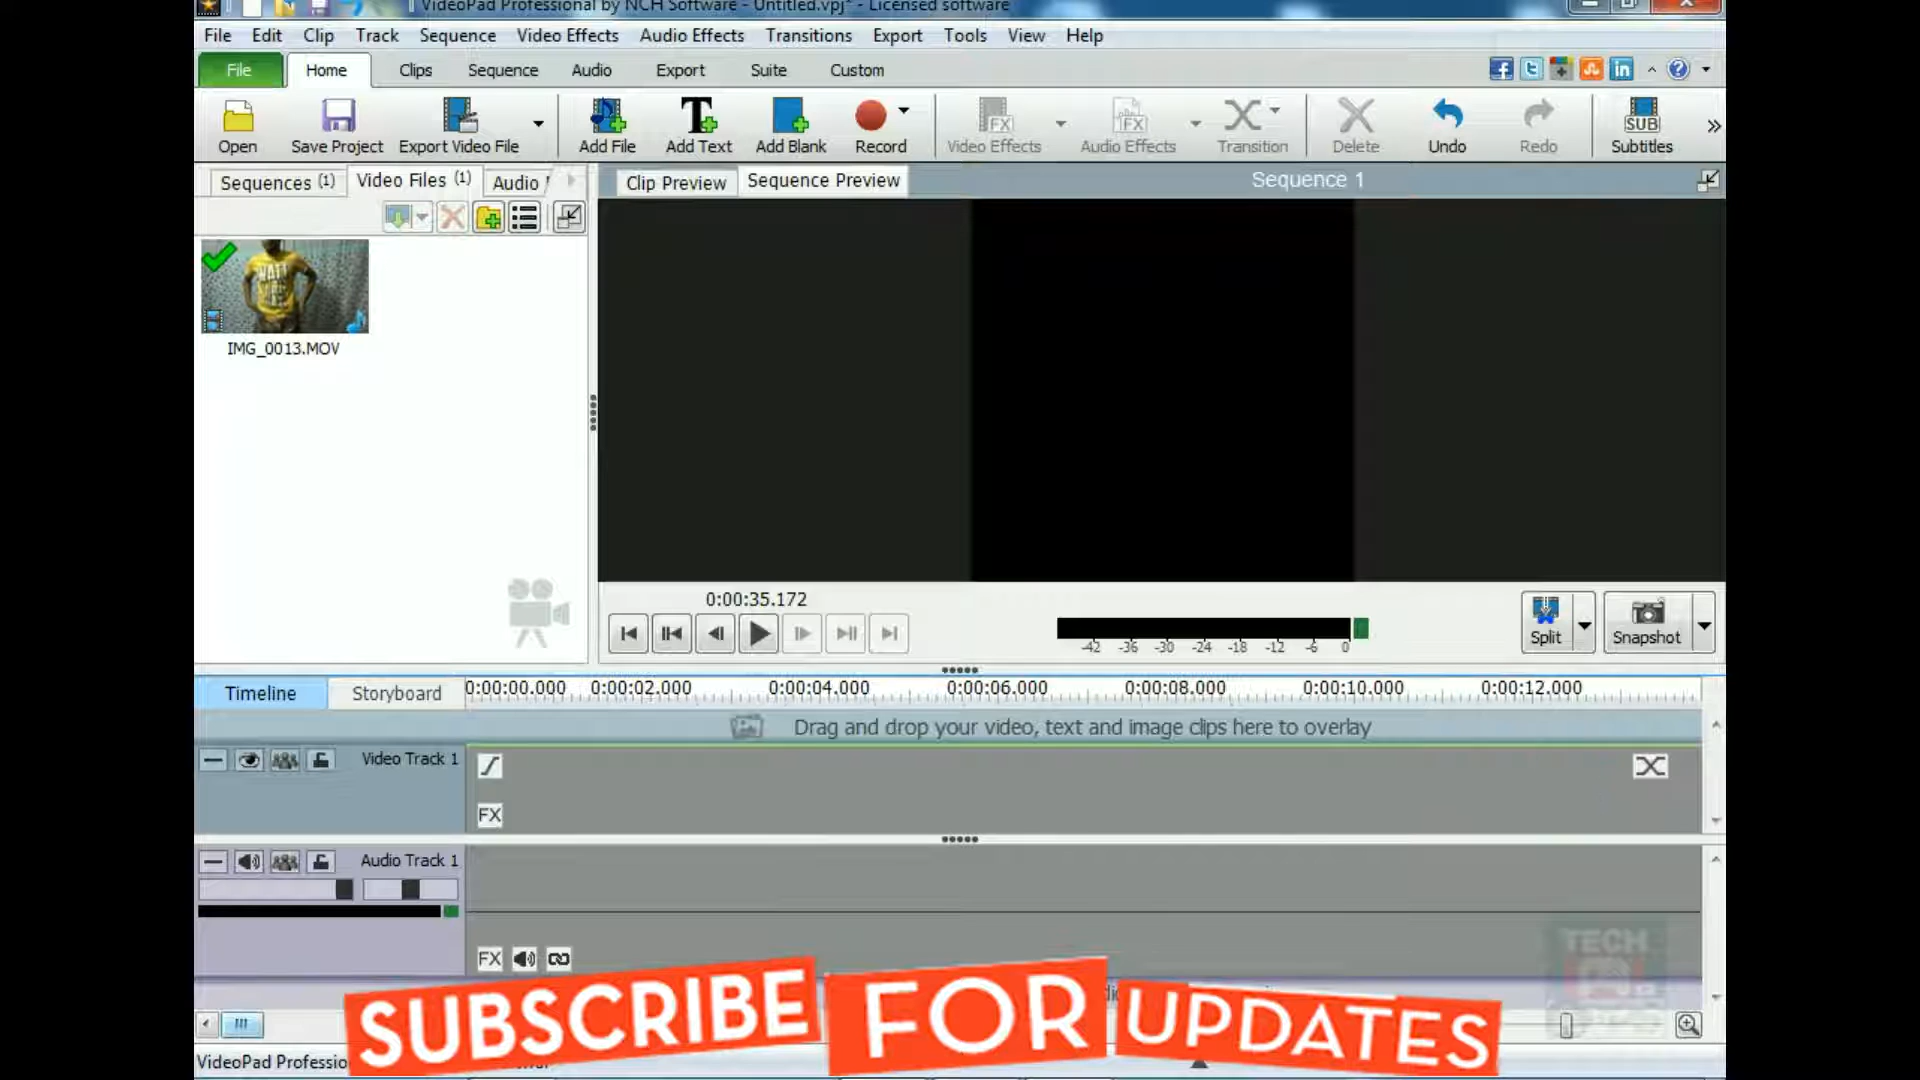 VideoPad Professional by NCH Software - Untitled.vpj* - Licensed software
File Edit Clip Track Sequence Video Effects Audio Effects Transitions Export Tools View Help
File Home Clips Sequence Audio Export Suite Custom
Open Save Project Export Video File Add File Add Text Add Blank Record Video Effects Audio Effects Transition Delete Undo Redo Subtitles
Sequences (1) Video Files (1) Audio
Clip Preview Sequence Preview Sequence 1
IMG_0013.MOV
0:00:35.172
-42 -36 -30 -24 -18 -12 -6 0
Split Snapshot
Timeline Storyboard 0:00:00.000 0:00:02.000 0:00:04.000 0:00:06.000 0:00:08.000 0:00:10.000 0:00:12.000
Drag and drop your video, text and image clips here to overlay
Video Track 1
FX
Audio Track 1
FX
TECH
SUBSCRIBE FOR UPDATES
VideoPad Professio